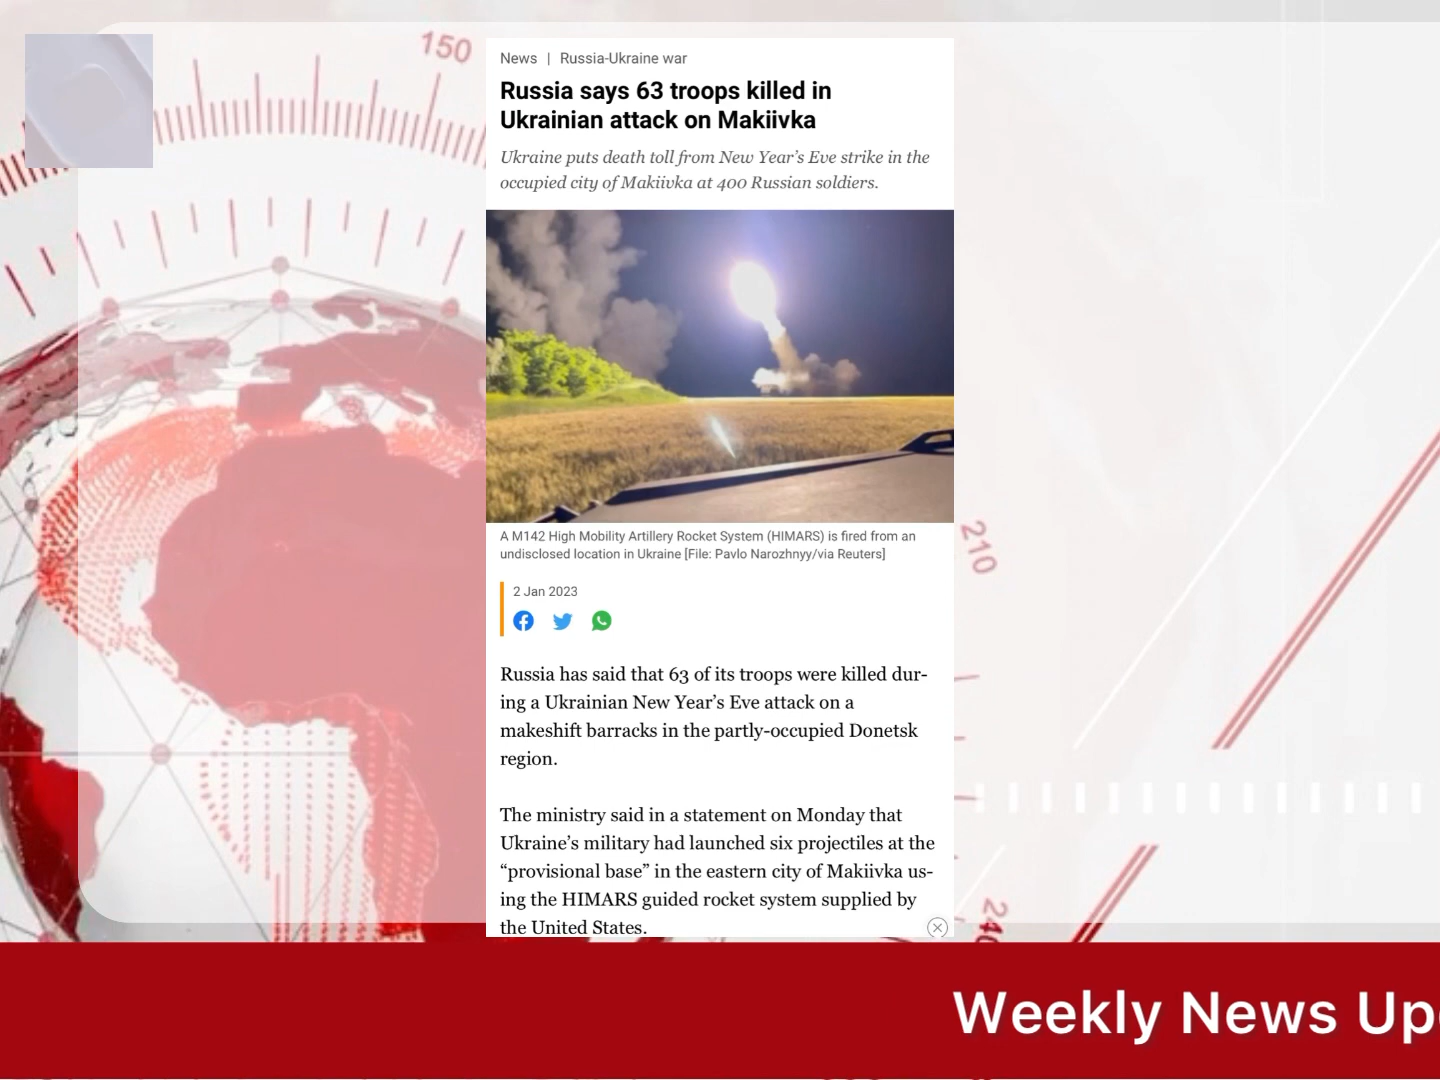 150
News | Russia-Ukraine war
Russia says 63 troops killed in
Ukrainian attack on Makiivka
Ukraine puts death toll from New Year’s Eve strike in the
occupied city of Makiivka at 400 Russian soldiers.
A M142 High Mobility Artillery Rocket System (HIMARS) is fired from an
undisclosed location in Ukraine [File: Pavlo Narozhnyy/via Reuters]
210
2 Jan 2023
Russia has said that 63 of its troops were killed dur-
ing a Ukrainian New Year’s Eve attack on a
makeshift barracks in the partly-occupied Donetsk
region.
The ministry said in a statement on Monday that
Ukraine’s military had launched six projectiles at the
“provisional base” in the eastern city of Makiivka us-
ing the HIMARS guided rocket system supplied by
the United States.
240
Weekly News Up